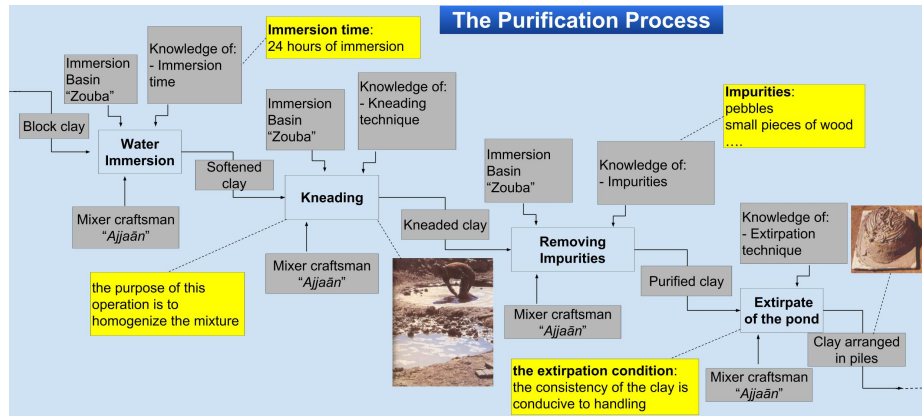 The Purification Process
Immersion time:
24 hours of immersion
Immersion
Basin
“Zouba”
Knowledge of:
- Immersion
time
Block clay
Water
Immersion
Mixer craftsman
“Ajjaān”
Softened
clay
Immersion
Basin
“Zouba”
Knowledge of:
- Kneading
technique
Kneading
Mixer craftsman
“Ajjaān”
the purpose of this
operation is to
homogenize the mixture
Kneaded clay
Immersion
Basin
“Zouba”
Knowledge of:
- Impurities
Impurities:
pebbles
small pieces of wood
....
Removing
Impurities
Mixer craftsman
“Ajjaān”
Purified clay
Knowledge of:
- Extirpation
technique
Extirpate
of the pond
Mixer craftsman
“Ajjaān”
the extirpation condition:
the consistency of the clay is
conducive to handling
Clay arranged
in piles